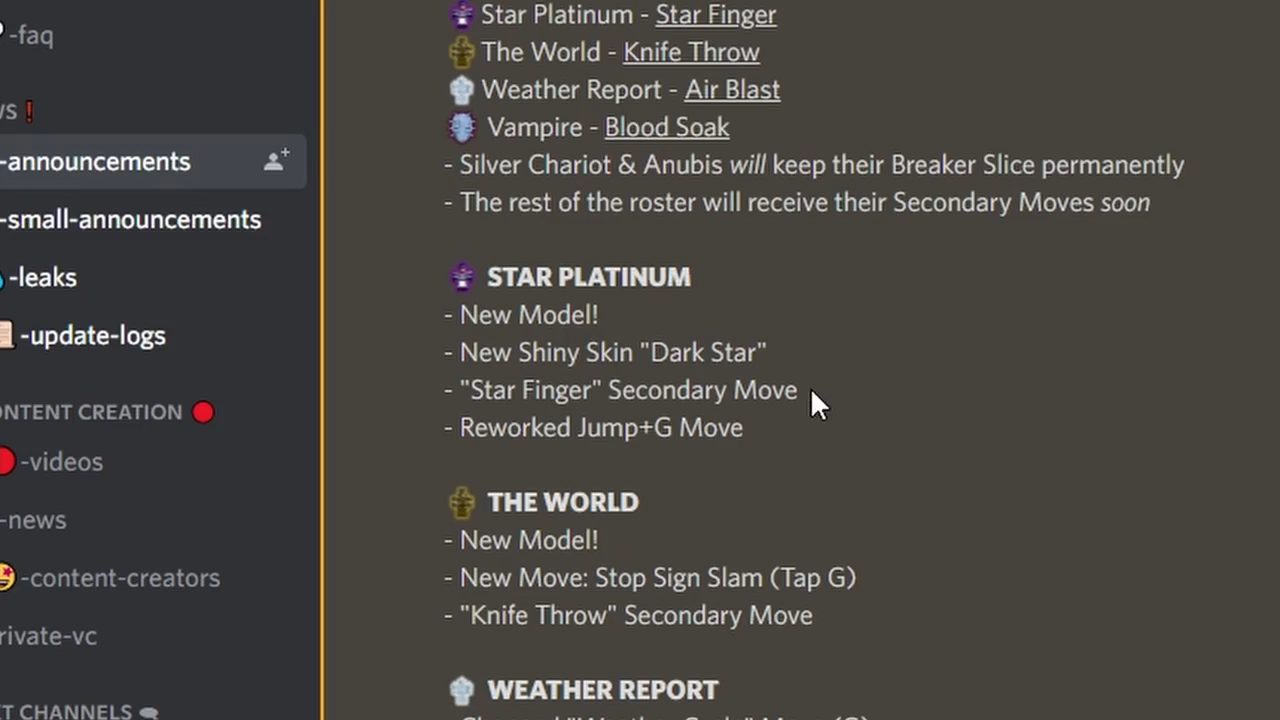 -faq
Star Platinum - Star Finger
The World - Knife Throw
Weather Report - Air Blast
Vampire - Blood Soak
- Silver Chariot & Anubis will keep their Breaker Slice permanently
- The rest of the roster will receive their Secondary Moves soon
-announcements
-small-announcements
-leaks
-update-logs
CONTENT CREATION
-videos
-news
-content-creators
rivate-vc
CHANNELS
STAR PLATINUM
- New Model!
- New Shiny Skin "Dark Star"
- "Star Finger" Secondary Move
- Reworked Jump+G Move
THE WORLD
- New Model!
- New Move: Stop Sign Slam (Tap G)
- "Knife Throw" Secondary Move
WEATHER REPORT